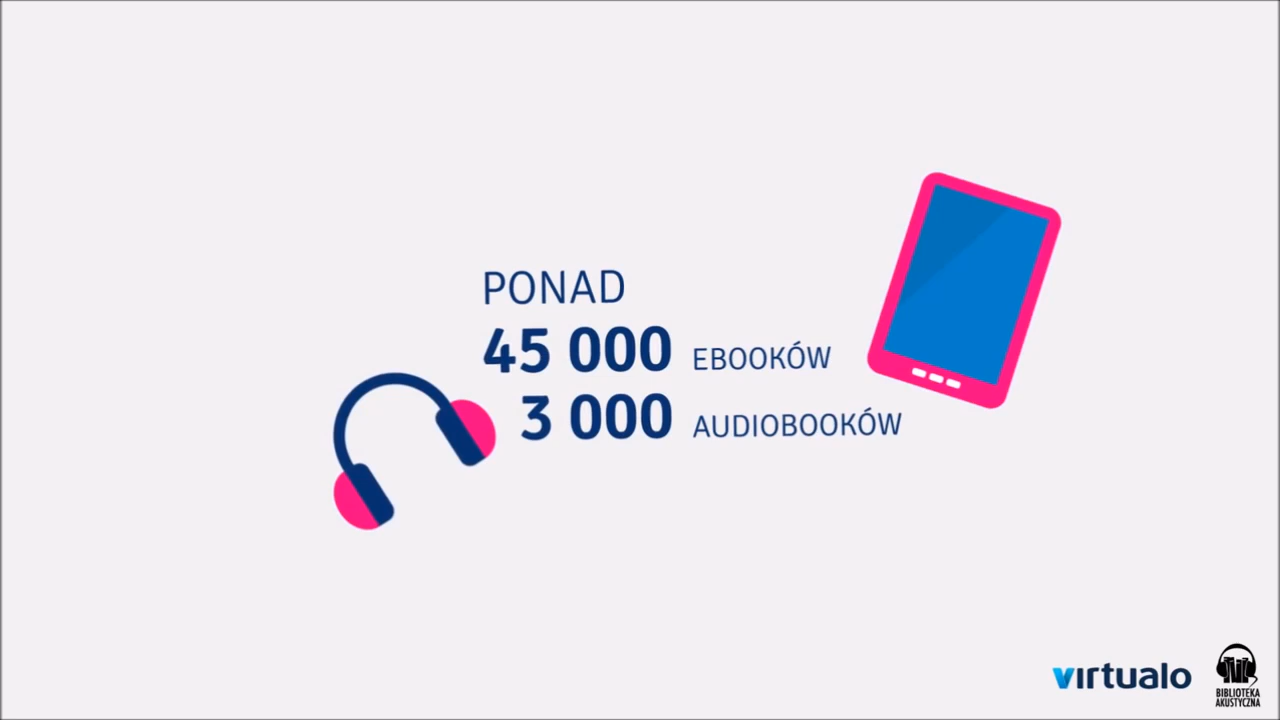 PONAD
45 000 EBOOKÓW
3 000 AUDIOBOOKÓW
virtualo
BIBLIOTEKA
AKUSTYCZNA